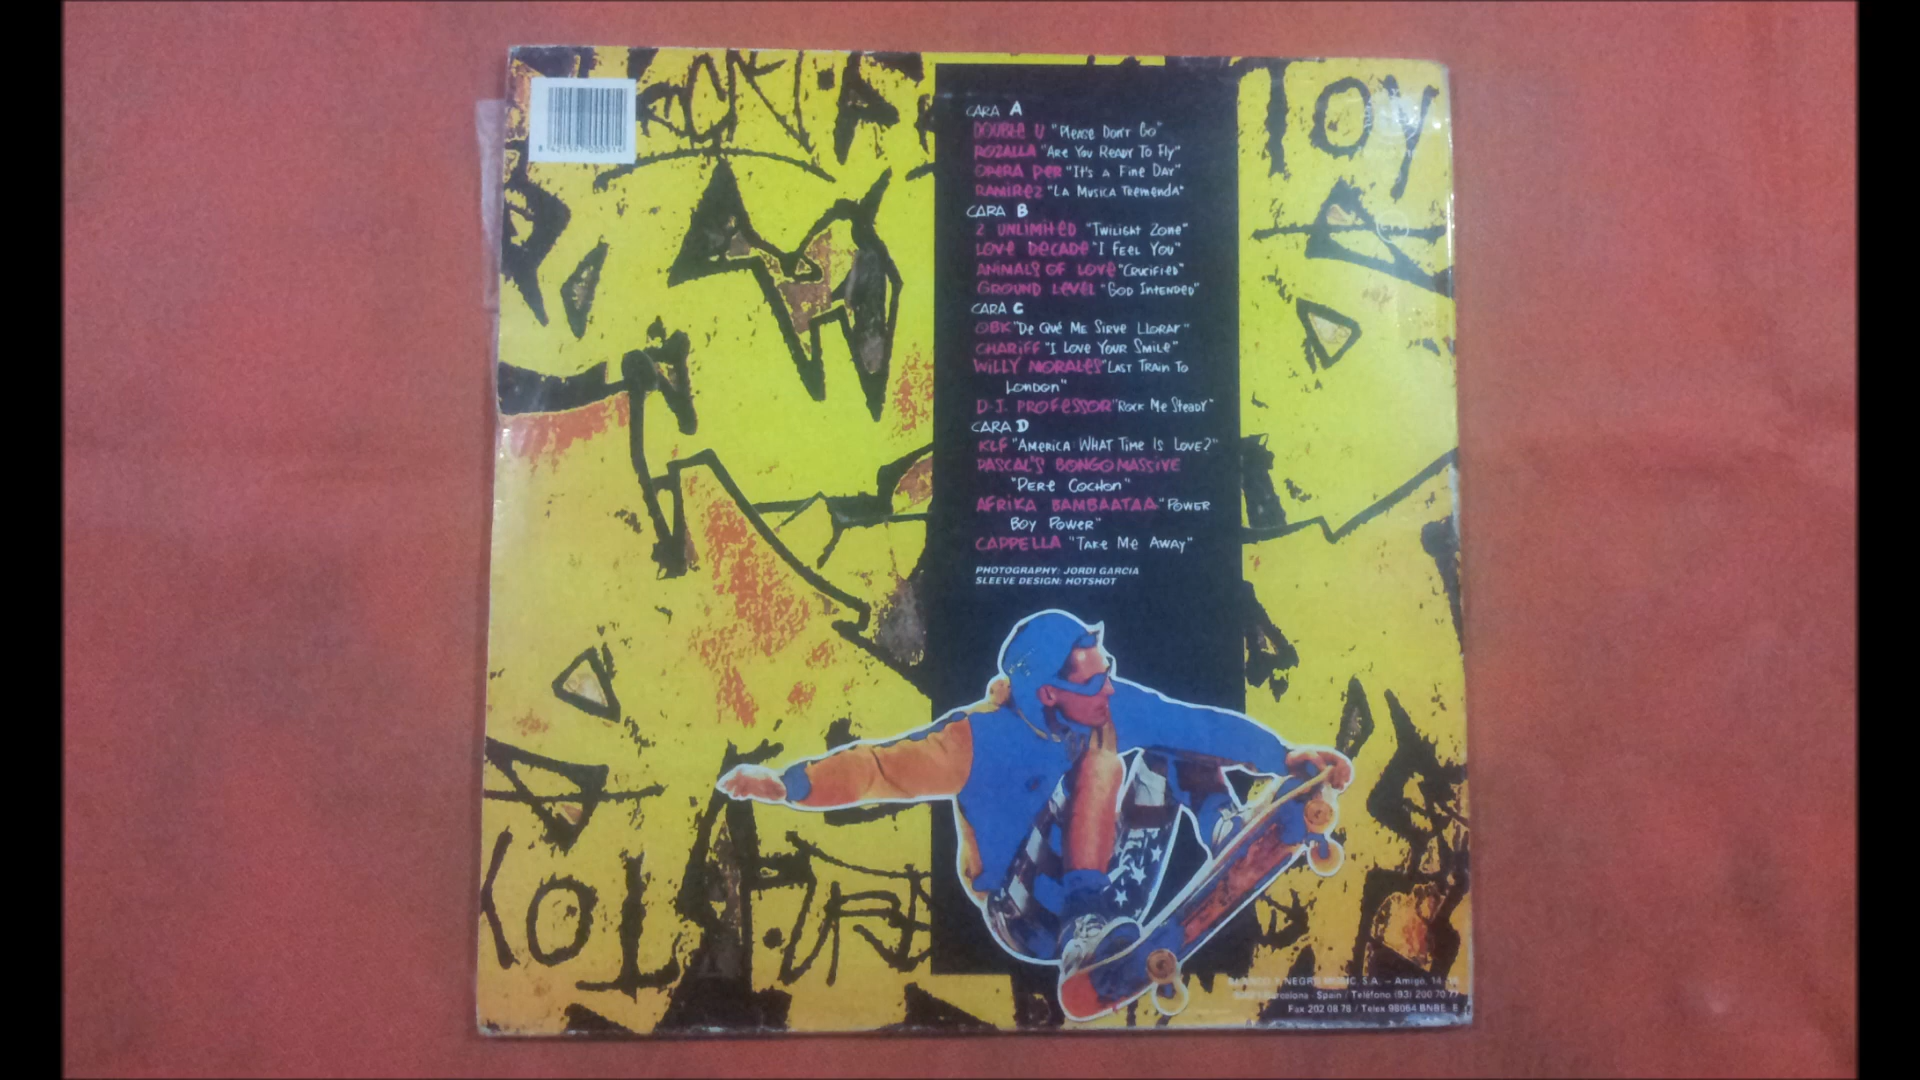 CARA A
DOUBLE U "Please Don't Go"
ROZALLA "Are You Ready To Fly"
OPERA PER "It's A Fine Day"
RAMIREZ "La Musica Tremenda"
CARA B
2 UNLIMITED "Twilight Zone"
LOVE DECADE "I Feel You"
ANIMALS OF LOVE "Crucified"
GROUND LEVEL "God Intended"
CARA C
OBK "De Qué Me Sirve Llorar"
CHARIFF "I Love Your Smile"
WILLY MORALES "Last Train To
London"
D.J. PROFESSOR "Rock Me Steady"
CARA D
KLF "America: What Time Is Love?"
PASCAL'S BONGO MASSIVE
"Pere Cochon"
AFRIKA BAMBAATAA "Power
Boy Power"
CAPPELLA "Take Me Away"
PHOTOGRAPHY: JORDI GARCIA
SLEEVE DESIGN: HOTSHOT
NEGRO MUSIC, S.A. – Amigó, 14
Barcelona - Spain / Teléfono (93) 200 70 77
Fax 202 08 78 / Telex 98064 BNBE E